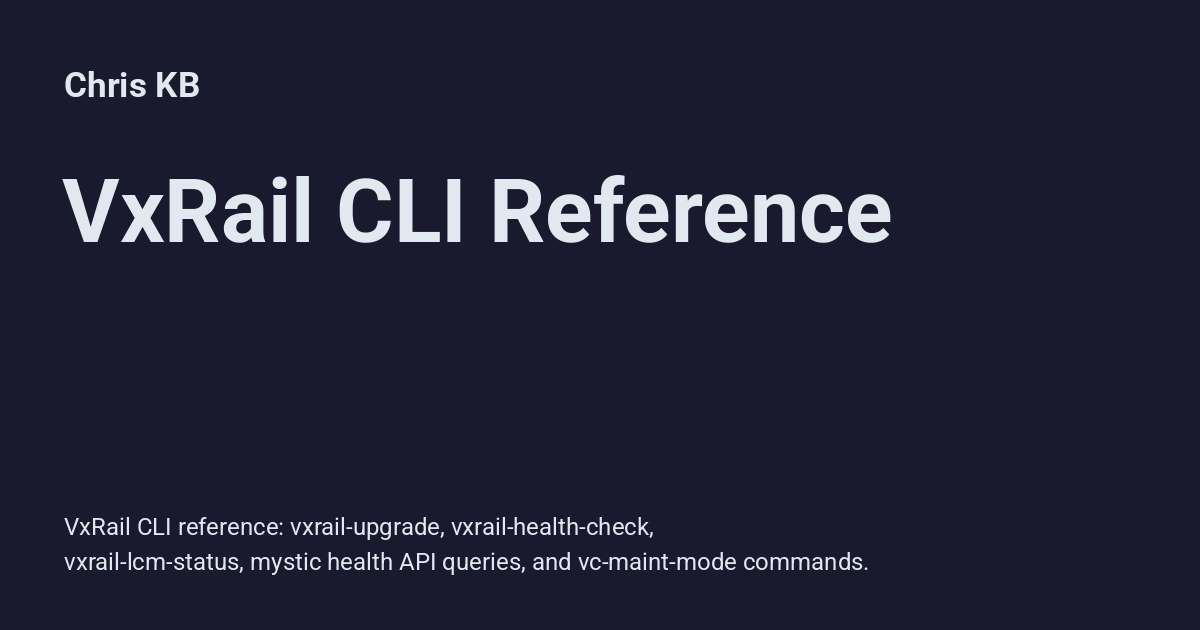 Chris KB
VxRail CLI Reference
VxRail CLI reference: vxrail-upgrade, vxrail-health-check,
vxrail-lcm-status, mystic health API queries, and vc-maint-mode commands.